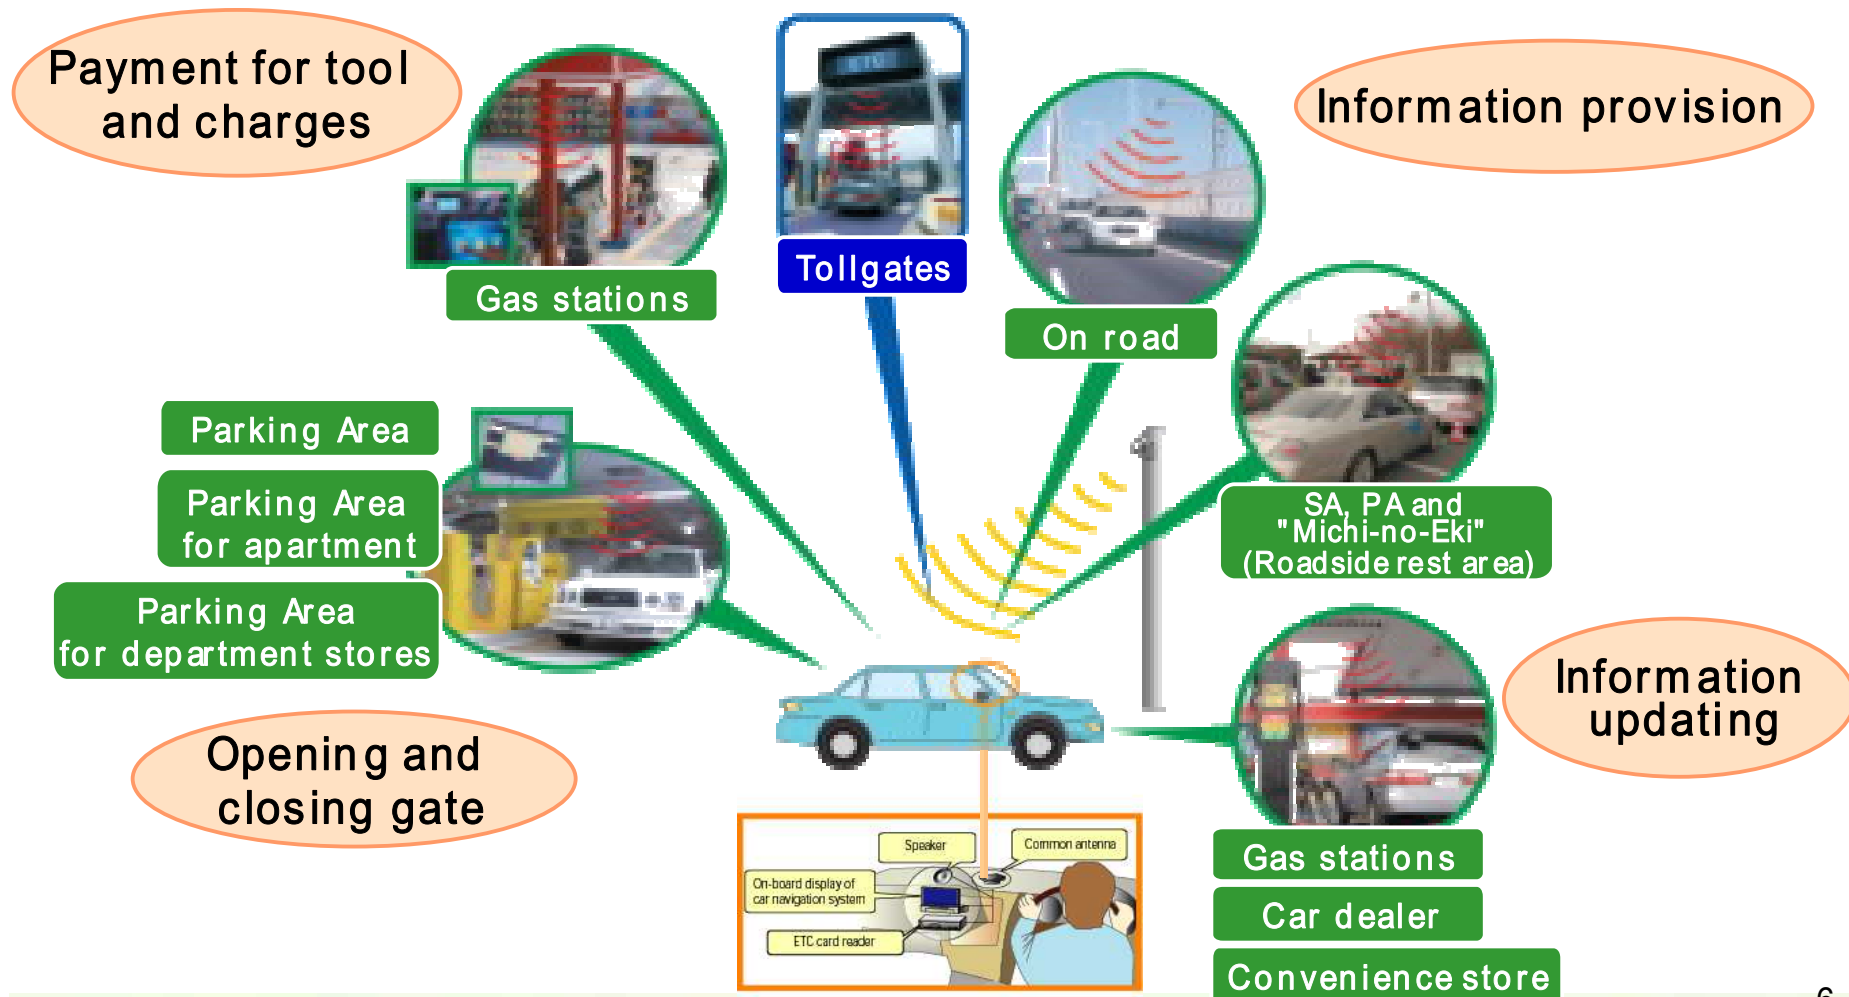 Payment for tool
and charges
ETC
Information provision
Gas stations
Tollgates
On road
Parking Area
Parking Area
for apartment
Parking Area
for department stores
SA, PA and
"Michi-no-Eki"
(Roadside rest area)
Opening and
closing gate
Information
updating
Speaker
Common antenna
On-board display of
car navigation system
ETC card reader
Gas stations
Car dealer
Convenience store
6